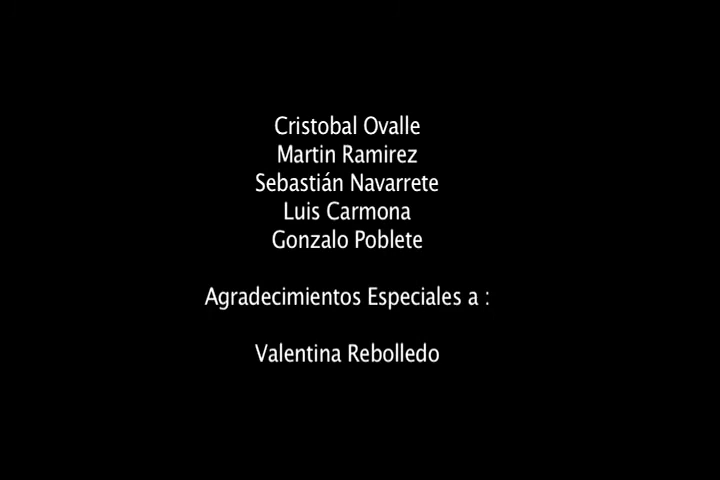 Cristobal Ovalle
Martin Ramirez
Sebastián Navarrete
Luis Carmona
Gonzalo Poblete
Agradecimientos Especiales a :
Valentina Rebolledo